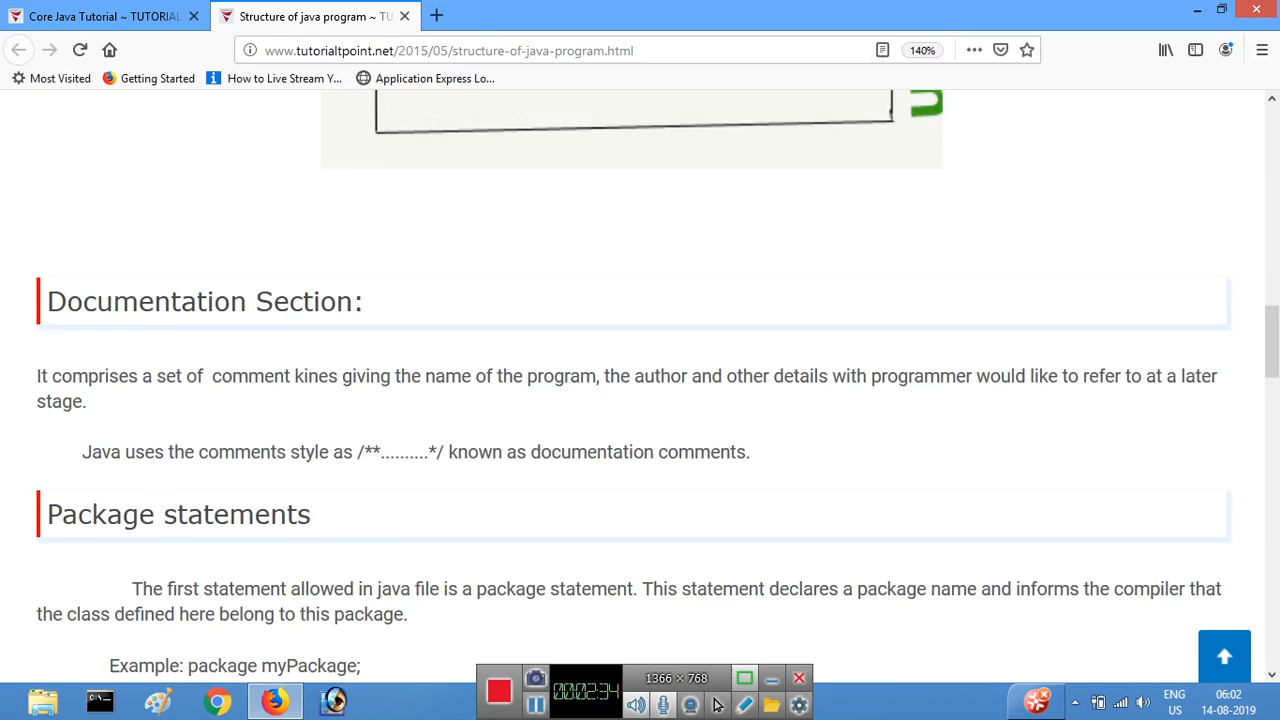 Core Java Tutorial ~ TUTORIAL
Structure of java program ~ TU
www.tutorialtpoint.net/2015/05/structure-of-java-program.html
140%
Most Visited
Getting Started
How to Live Stream Y...
Application Express Lo...
Documentation Section:
It comprises a set of comment kines giving the name of the program, the author and other details with programmer would like to refer to at a later
stage.
Java uses the comments style as /**..........*/ known as documentation comments.
Package statements
The first statement allowed in java file is a package statement. This statement declares a package name and informs the compiler that
the class defined here belong to this package.
Example: package myPackage;
1366 × 768
00:02:34
ENG
US
06:02
14-08-2019